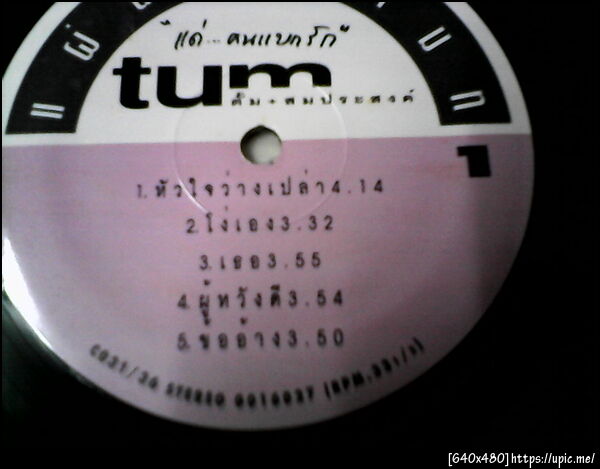 "แด่...คนแบกรัก"
tum
ตั้ม + สมประสงค์
1
1. หัวใจว่างเปล่า 4.14
2. โง่เอง 3.32
3. เธอ 3.55
4. ผู้หวังดี 3.54
5. ข้ออ้าง 3.50
STEREO
[640x480]https://upic.me/